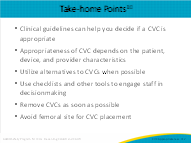 Take-home Points
• Clinical guidelines can help you decide if a CVC is
appropriate
• Appropriateness of CVC depends on the patient,
device, and provider characteristics
• Utilize alternatives to CVCs when possible
• Use checklists and other tools to engage staff in
decisionmaking
• Remove CVCs as soon as possible
• Avoid femoral site for CVC placement